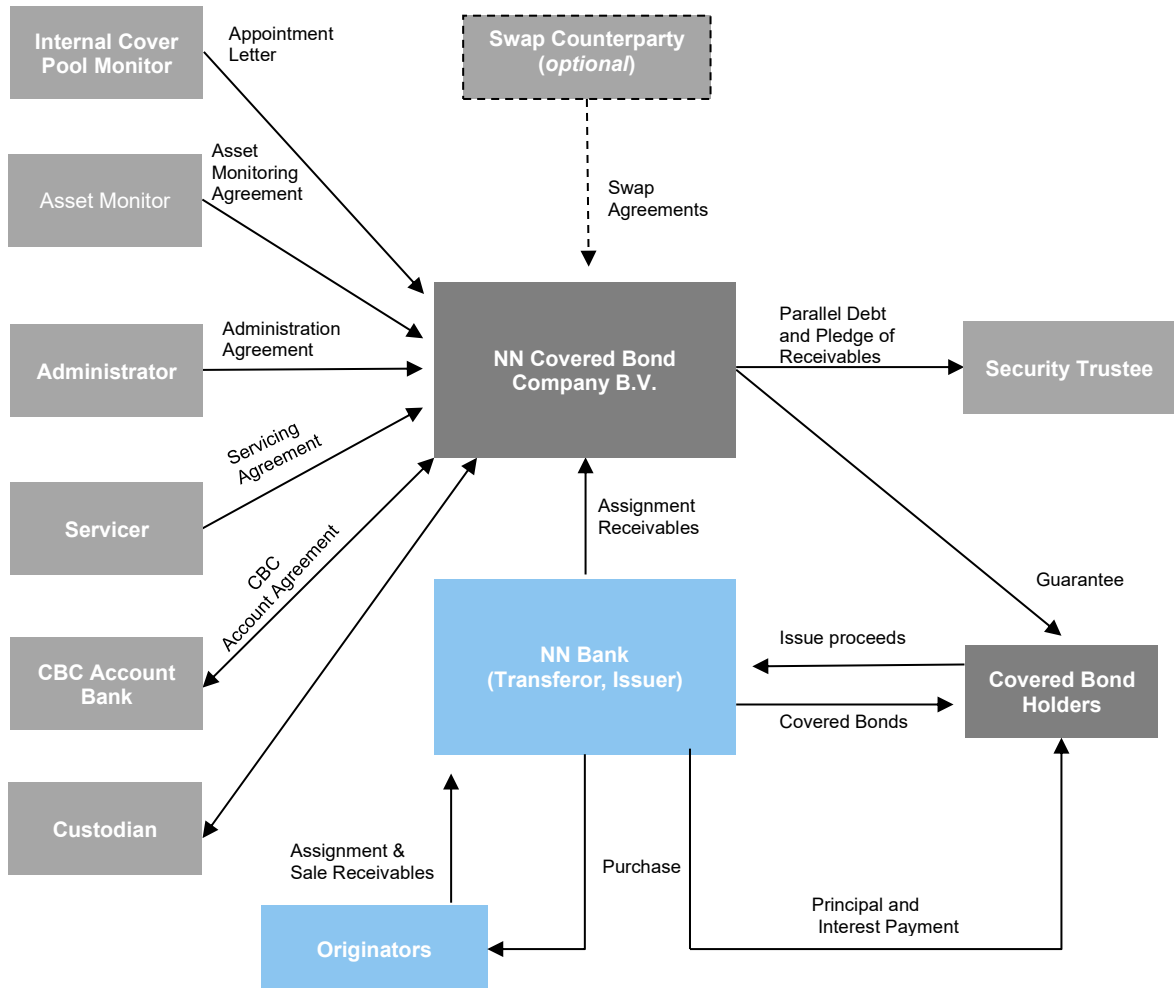 Internal Cover
Pool Monitor
Appointment
Letter
Swap Counterparty
(optional)
Asset Monitor
Asset
Monitoring
Agreement
Swap
Agreements
Administrator
Administration
Agreement
NN Covered Bond
Company B.V.
Parallel Debt
and Pledge of
Receivables
Security Trustee
Servicing
Agreement
Servicer
Assignment
Receivables
CBC
Account Agreement
Guarantee
CBC Account
Bank
NN Bank
(Transferor, Issuer)
Issue proceeds
Covered Bonds
Covered Bond
Holders
Custodian
Assignment &
Sale Receivables
Purchase
Principal and
Interest Payment
Originators